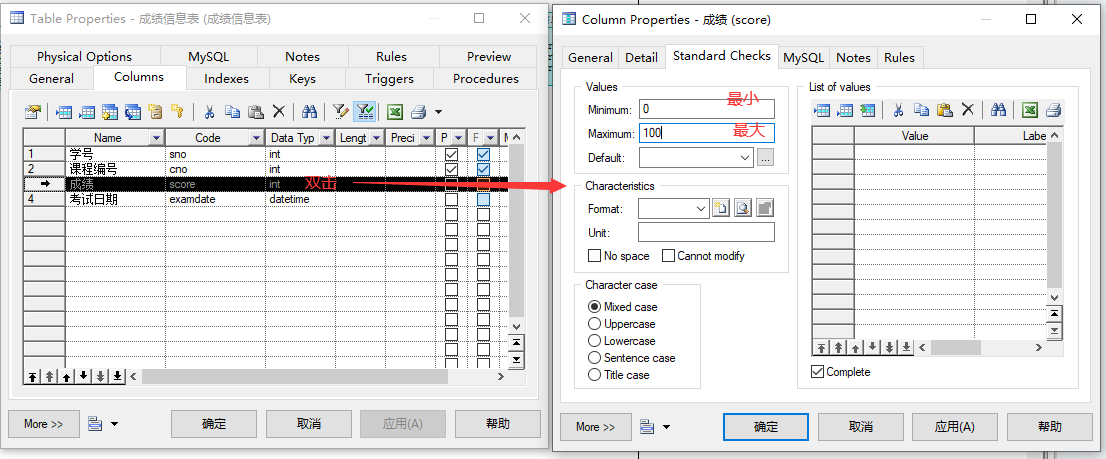 Table Properties - 成绩信息表 (成绩信息表)
Physical Options MySQL Notes Rules Preview
General Columns Indexes Keys Triggers Procedures
Name Code Data Typ Lengt Preci P F M
1 学号 sno int
2 课程编号 cno int
成绩 score int 双击
4 考试日期 examdate datetime
More >> 确定 取消 应用(A) 帮助
Column Properties - 成绩 (score)
General Detail Standard Checks MySQL Notes Rules
Values
Minimum: 0 最小
Maximum: 100 最大
Default: ...
Characteristics
Format:
Unit:
No space Cannot modify
Character case
Mixed case
Uppercase
Lowercase
Sentence case
Title case
List of values
Value Labe
Complete
More >> 确定 取消 应用(A) 帮助